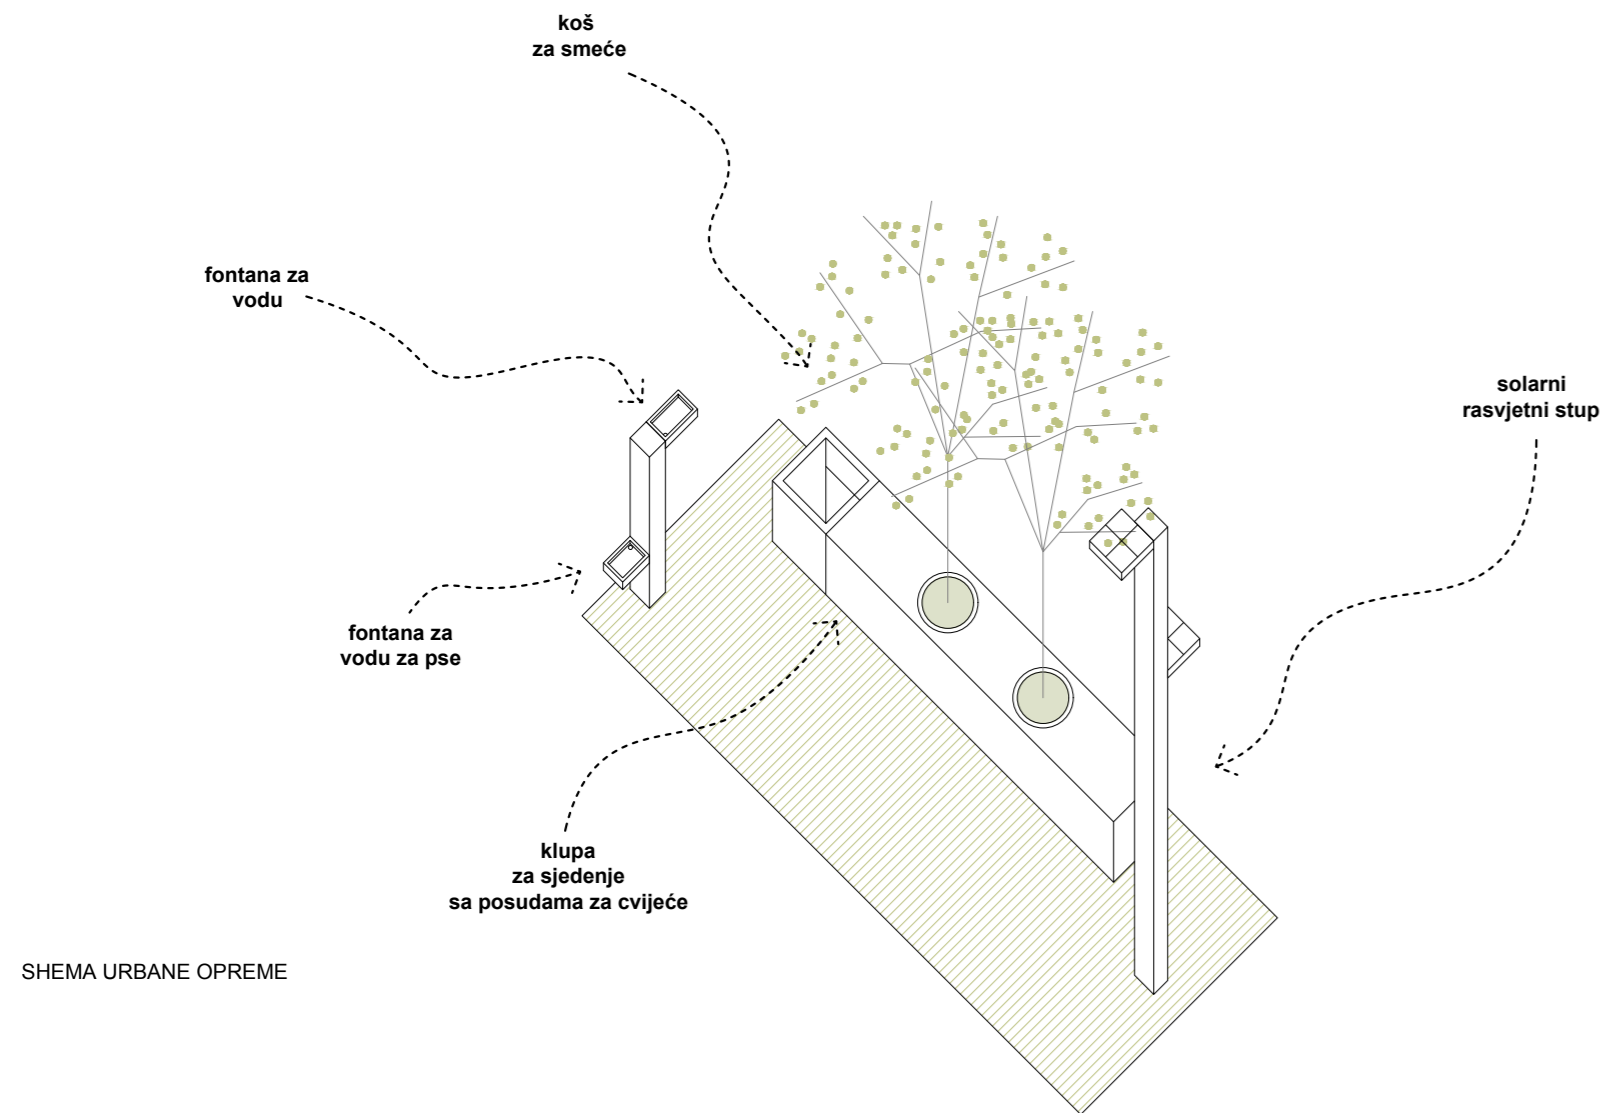 koš
za smeće
fontana za
vodu
solarni
rasvjetni stup
fontana za
vodu za pse
klupa
za sjedenje
sa posudama za cvijeće
SHEMA URBANE OPREME